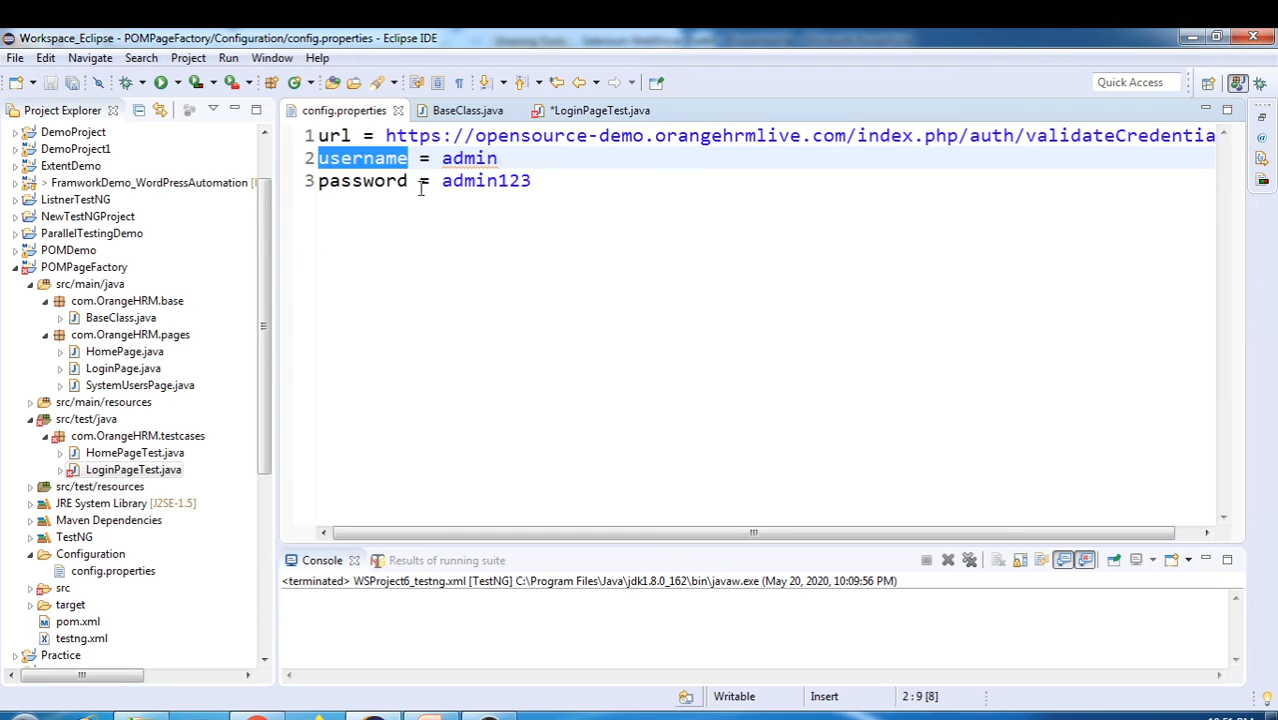 Workspace_Eclipse - POMPageFactory/Configuration/config.properties - Eclipse IDE
File Edit Navigate Search Project Run Window Help
Quick Access
Project Explorer
config.properties BaseClass.java *LoginPageTest.java
DemoProject
DemoProject1
ExtentDemo
> FramworkDemo_WordPressAutomation
ListnerTestNG
NewTestNGProject
ParallelTestingDemo
POMDemo
POMPageFactory
src/main/java
com.OrangeHRM.base
BaseClass.java
com.OrangeHRM.pages
HomePage.java
LoginPage.java
SystemUsersPage.java
src/main/resources
src/test/java
com.OrangeHRM.testcases
HomePageTest.java
LoginPageTest.java
src/test/resources
JRE System Library [J2SE-1.5]
Maven Dependencies
TestNG
Configuration
config.properties
src
target
pom.xml
testng.xml
Practice
1 url = https://opensource-demo.orangehrmlive.com/index.php/auth/validateCredentia
2 username = admin
3 password = admin123
Console Results of running suite
<terminated> WSProject6_testng.xml [TestNG] C:\Program Files\Java\jdk1.8.0_162\bin\javaw.exe (May 20, 2020, 10:09:56 PM)
Writable Insert 2 : 9 [8]